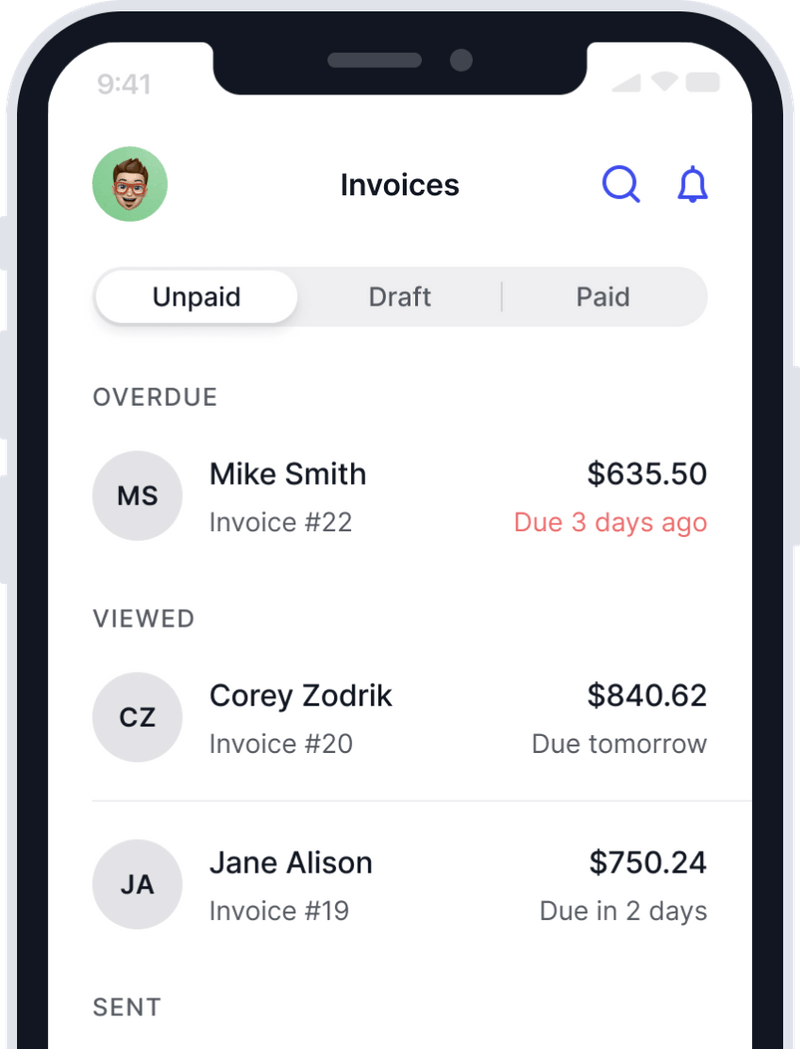 9:41
Invoices
Unpaid Draft Paid
OVERDUE
MS Mike Smith $635.50
Invoice #22 Due 3 days ago
VIEWED
CZ Corey Zodrik $840.62
Invoice #20 Due tomorrow
JA Jane Alison $750.24
Invoice #19 Due in 2 days
SENT